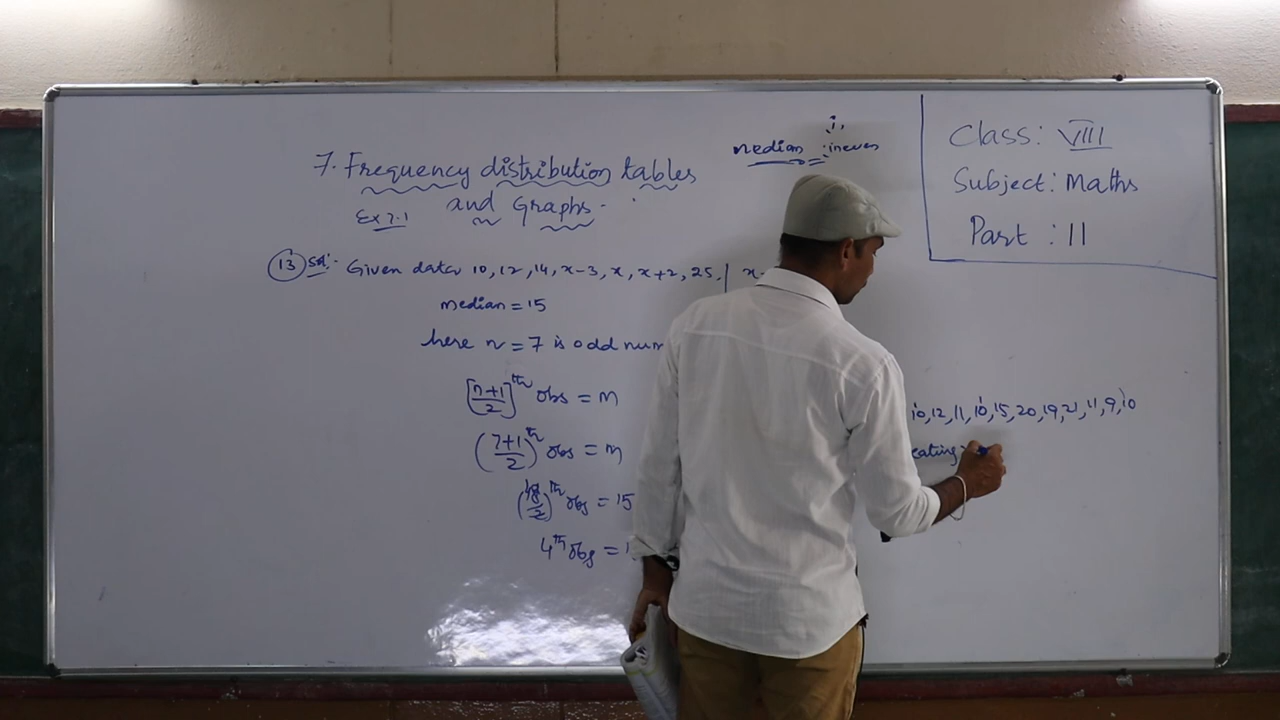 7. Frequency distribution tables
and Graphs.
Ex 7.1
median
Class: VIII
Subject: Maths
Part : II
(13) Sol:- Given data 10, 12, 14, x-3, x, x+2, 25,
median = 15
here n = 7 is odd num
[n+1/2]th obs = m
(7+1/2)th obs = m
(8/2)th obs = 15
4th obs =
10, 12, 11, 10, 15, 20, 19, 21, 11, 9, 10